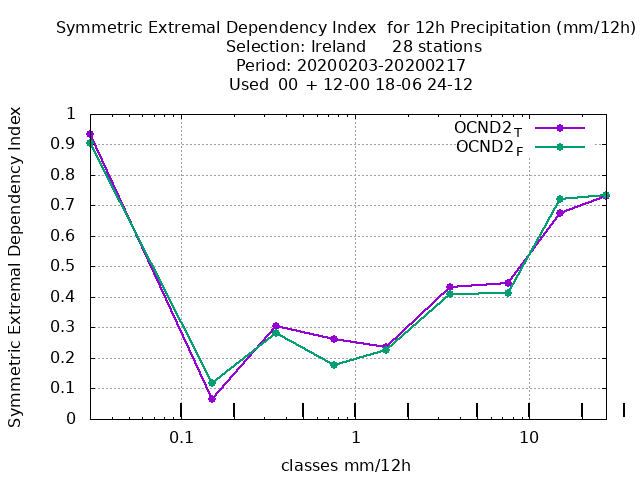 Symmetric Extremal Dependency Index  for 12h Precipitation (mm/12h)
Selection: Ireland     28 stations
Period: 20200203-20200217
Used  00  + 12-00 18-06 24-12
Symmetric Extremal Dependency Index
1
0.9
0.8
0.7
0.6
0.5
0.4
0.3
0.2
0.1
0
OCND2T
OCND2F
0.1
1
10
classes mm/12h